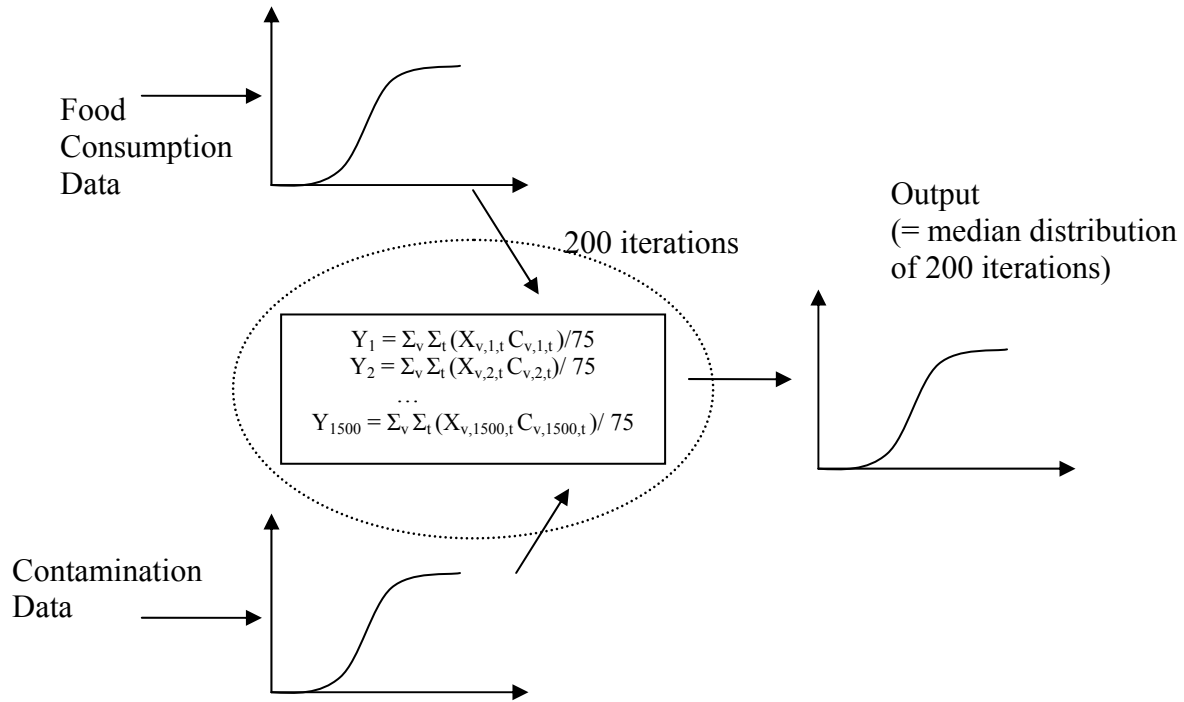 Food
Consumption
Data
200 iterations
Output
(= median distribution
of 200 iterations)
Y₁ = Σᵥ Σₜ (Xᵥ,₁,ₜ Cᵥ,₁,ₜ)/75
Y₂ = Σᵥ Σₜ (Xᵥ,₂,ₜ Cᵥ,₂,ₜ)/ 75
…
Y₁₅₀₀ = Σᵥ Σₜ (Xᵥ,₁₅₀₀,ₜ Cᵥ,₁₅₀₀,ₜ)/ 75
Contamination
Data